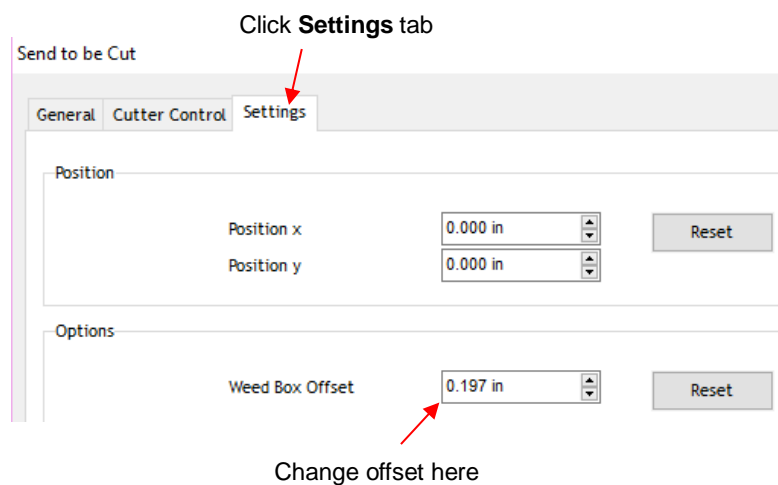 Click Settings tab
Send to be Cut
General Cutter Control Settings
Position
Position x 0.000 in Reset
Position y 0.000 in
Options
Weed Box Offset 0.197 in Reset
Change offset here